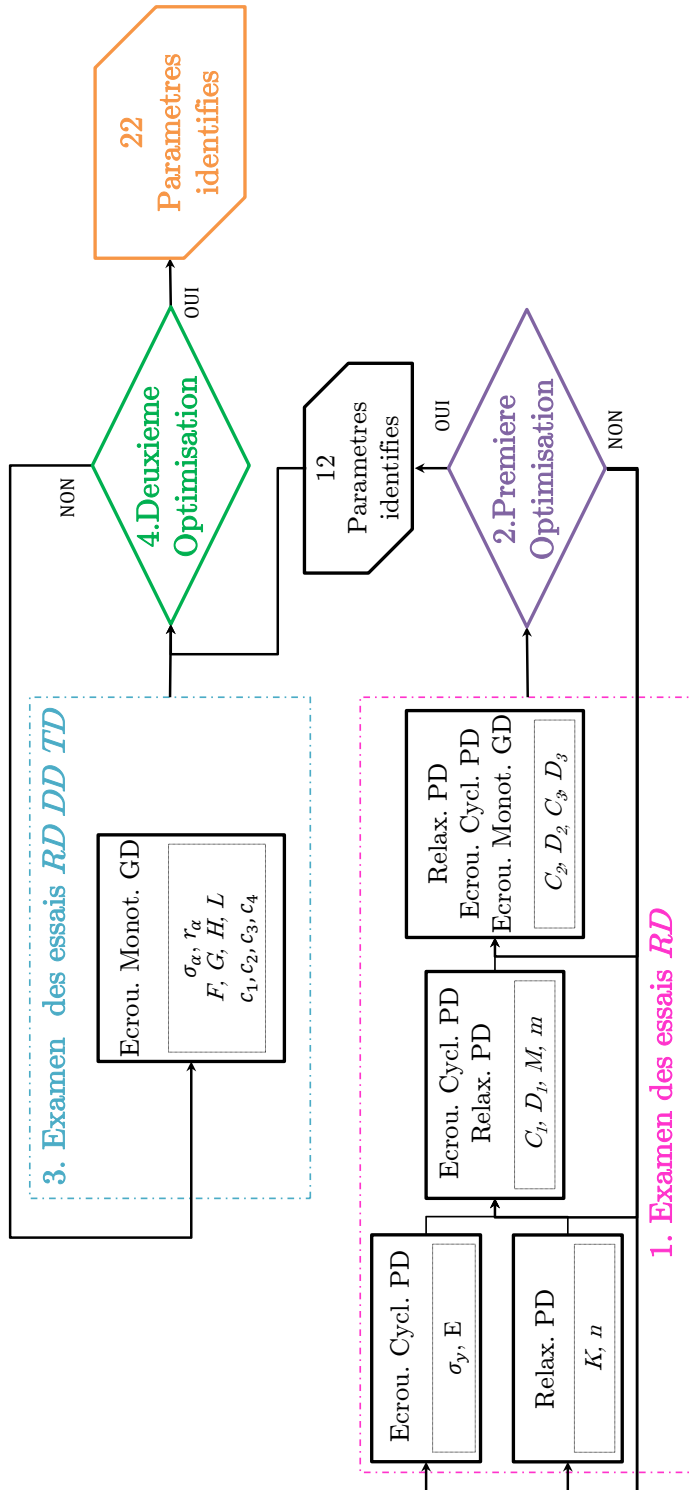 3. Examen des essais RD DD TD
Ecrou. Monot. GD
σ_α, r_α
F, G, H, L
c₁, c₂, c₃, c₄
NON
4.Deuxieme
Optimisation
OUI
22
Parametres
identifies
12
Parametres
identifies
Ecrou. Cycl. PD
σ_y, E
Relax. PD
K, n
Ecrou. Cycl. PD
Relax. PD
C₁, D₁, M, m
Relax. PD
Ecrou. Cycl. PD
Ecrou. Monot. GD
C₂, D₂, C₃, D₃
1. Examen des essais RD
2.Premiere
Optimisation
OUI
NON